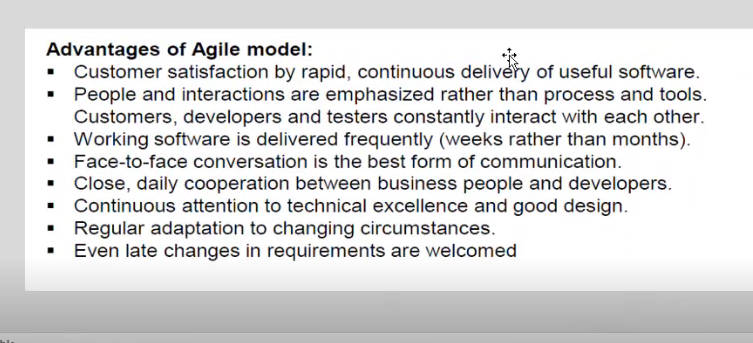 Advantages of Agile model:
▪ Customer satisfaction by rapid, continuous delivery of useful software.
▪ People and interactions are emphasized rather than process and tools.
Customers, developers and testers constantly interact with each other.
▪ Working software is delivered frequently (weeks rather than months).
▪ Face-to-face conversation is the best form of communication.
▪ Close, daily cooperation between business people and developers.
▪ Continuous attention to technical excellence and good design.
▪ Regular adaptation to changing circumstances.
▪ Even late changes in requirements are welcomed